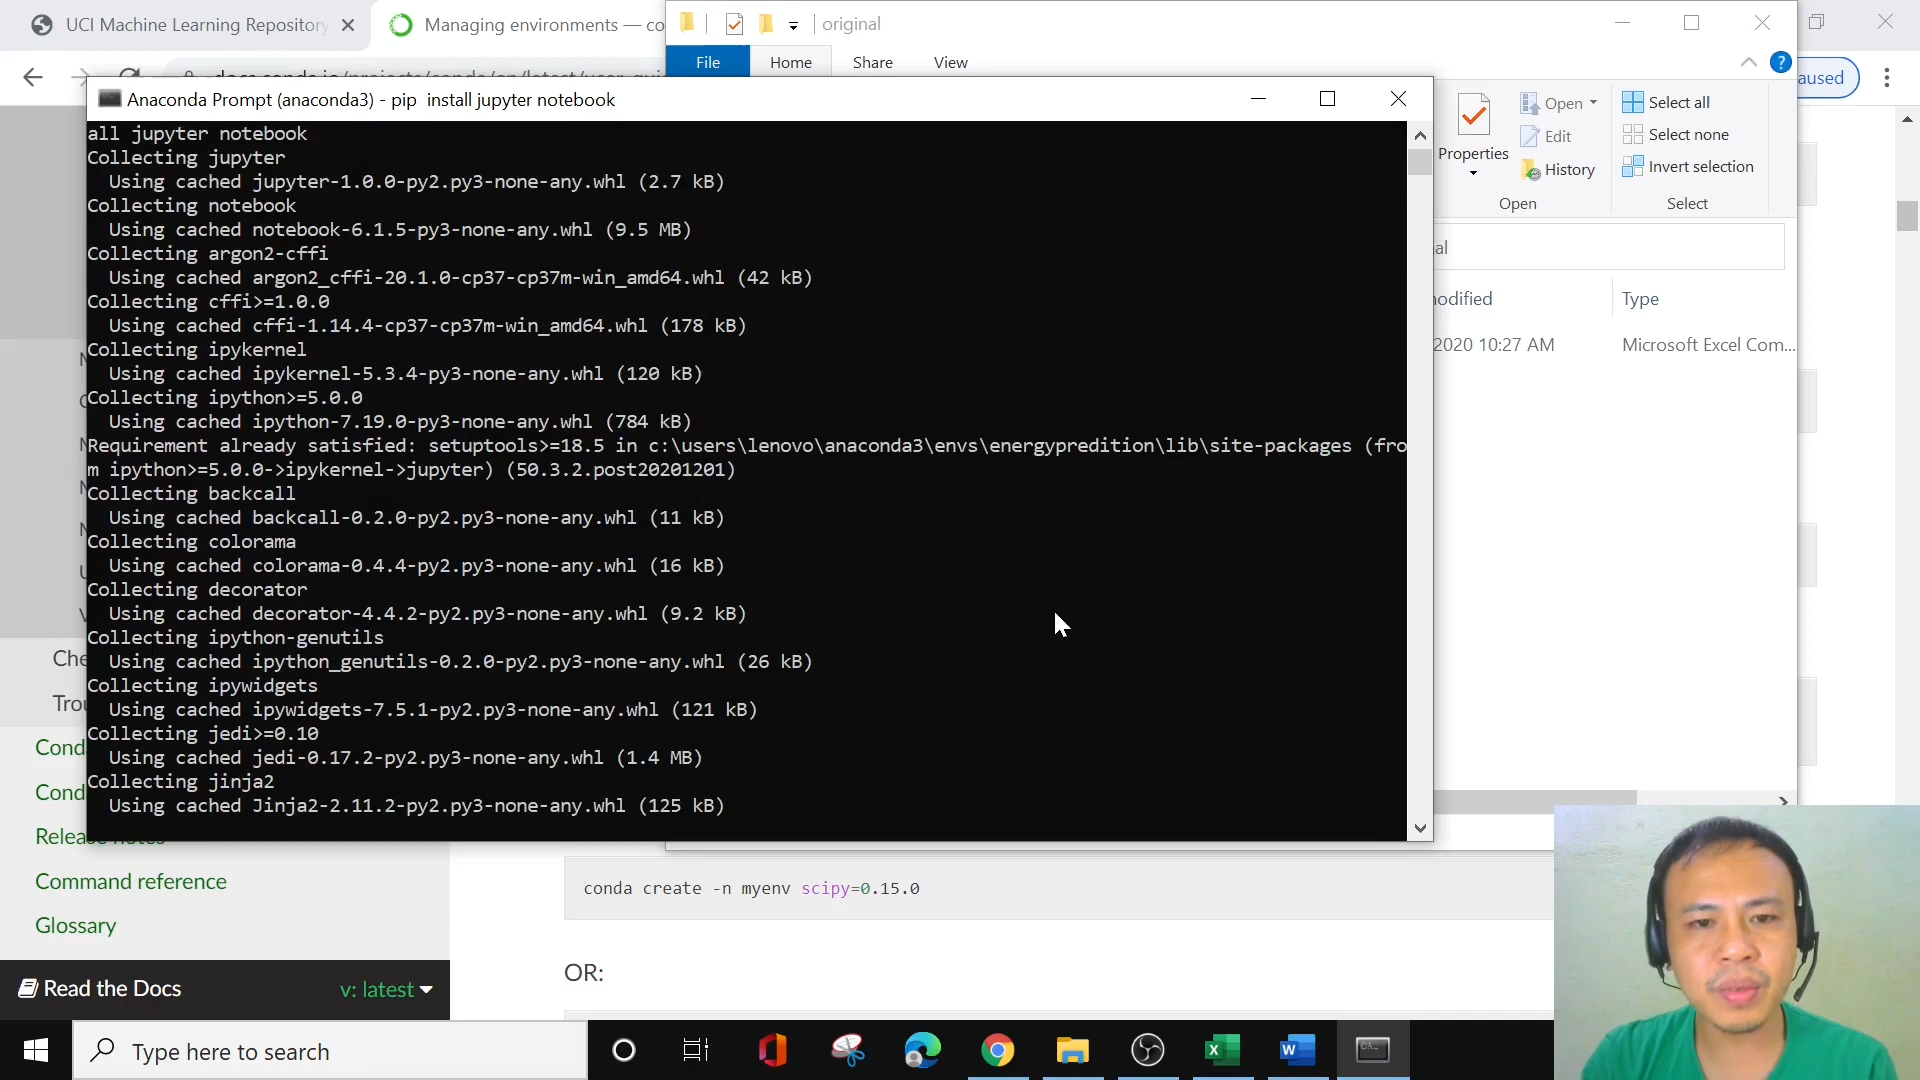 UCI Machine Learning Repository
Managing environments — co
original
File
Home
Share
View
aused
Anaconda Prompt (anaconda3) - pip  install jupyter notebook
all jupyter notebook
Collecting jupyter
  Using cached jupyter-1.0.0-py2.py3-none-any.whl (2.7 kB)
Collecting notebook
  Using cached notebook-6.1.5-py3-none-any.whl (9.5 MB)
Collecting argon2-cffi
  Using cached argon2_cffi-20.1.0-cp37-cp37m-win_amd64.whl (42 kB)
Collecting cffi>=1.0.0
  Using cached cffi-1.14.4-cp37-cp37m-win_amd64.whl (178 kB)
Collecting ipykernel
  Using cached ipykernel-5.3.4-py3-none-any.whl (120 kB)
Collecting ipython>=5.0.0
  Using cached ipython-7.19.0-py3-none-any.whl (784 kB)
Requirement already satisfied: setuptools>=18.5 in c:\users\lenovo\anaconda3\envs\energypredition\lib\site-packages (fro
m ipython>=5.0.0->ipykernel->jupyter) (50.3.2.post20201201)
Collecting backcall
  Using cached backcall-0.2.0-py2.py3-none-any.whl (11 kB)
Collecting colorama
  Using cached colorama-0.4.4-py2.py3-none-any.whl (16 kB)
Collecting decorator
  Using cached decorator-4.4.2-py2.py3-none-any.whl (9.2 kB)
Collecting ipython-genutils
  Using cached ipython_genutils-0.2.0-py2.py3-none-any.whl (26 kB)
Collecting ipywidgets
  Using cached ipywidgets-7.5.1-py2.py3-none-any.whl (121 kB)
Collecting jedi>=0.10
  Using cached jedi-0.17.2-py2.py3-none-any.whl (1.4 MB)
Collecting jinja2
  Using cached Jinja2-2.11.2-py2.py3-none-any.whl (125 kB)
Properties
Open
Edit
History
Open
Select all
Select none
Invert selection
Select
al
modified
Type
2020 10:27 AM
Microsoft Excel Com...
Che
Trou
Cond
Cond
Release notes
Command reference
Glossary
Read the Docs
v: latest
conda create -n myenv scipy=0.15.0
OR:
Type here to search